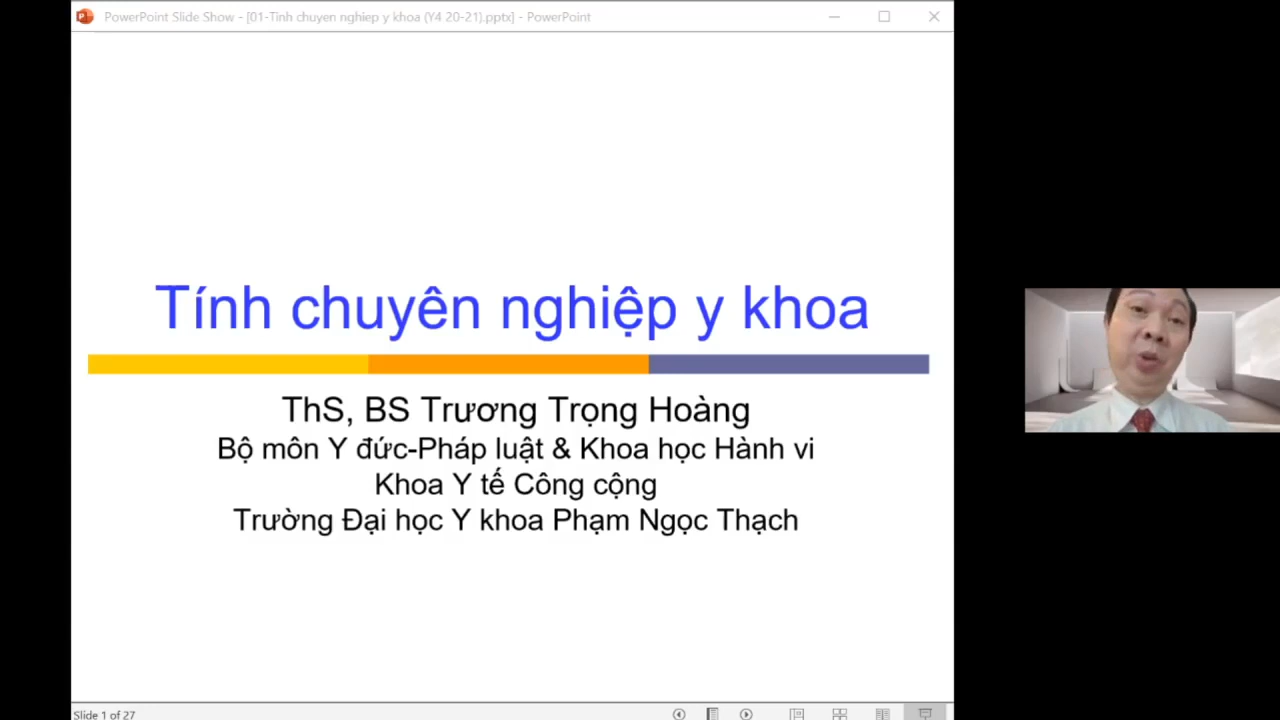 PowerPoint Slide Show - [01-Tinh chuyen nghiep y khoa (Y4 20-21).pptx] - PowerPoint
Tính chuyên nghiệp y khoa
ThS, BS Trương Trọng Hoàng
Bộ môn Y đức-Pháp luật & Khoa học Hành vi
Khoa Y tế Công cộng
Trường Đại học Y khoa Phạm Ngọc Thạch
Slide 1 of 27